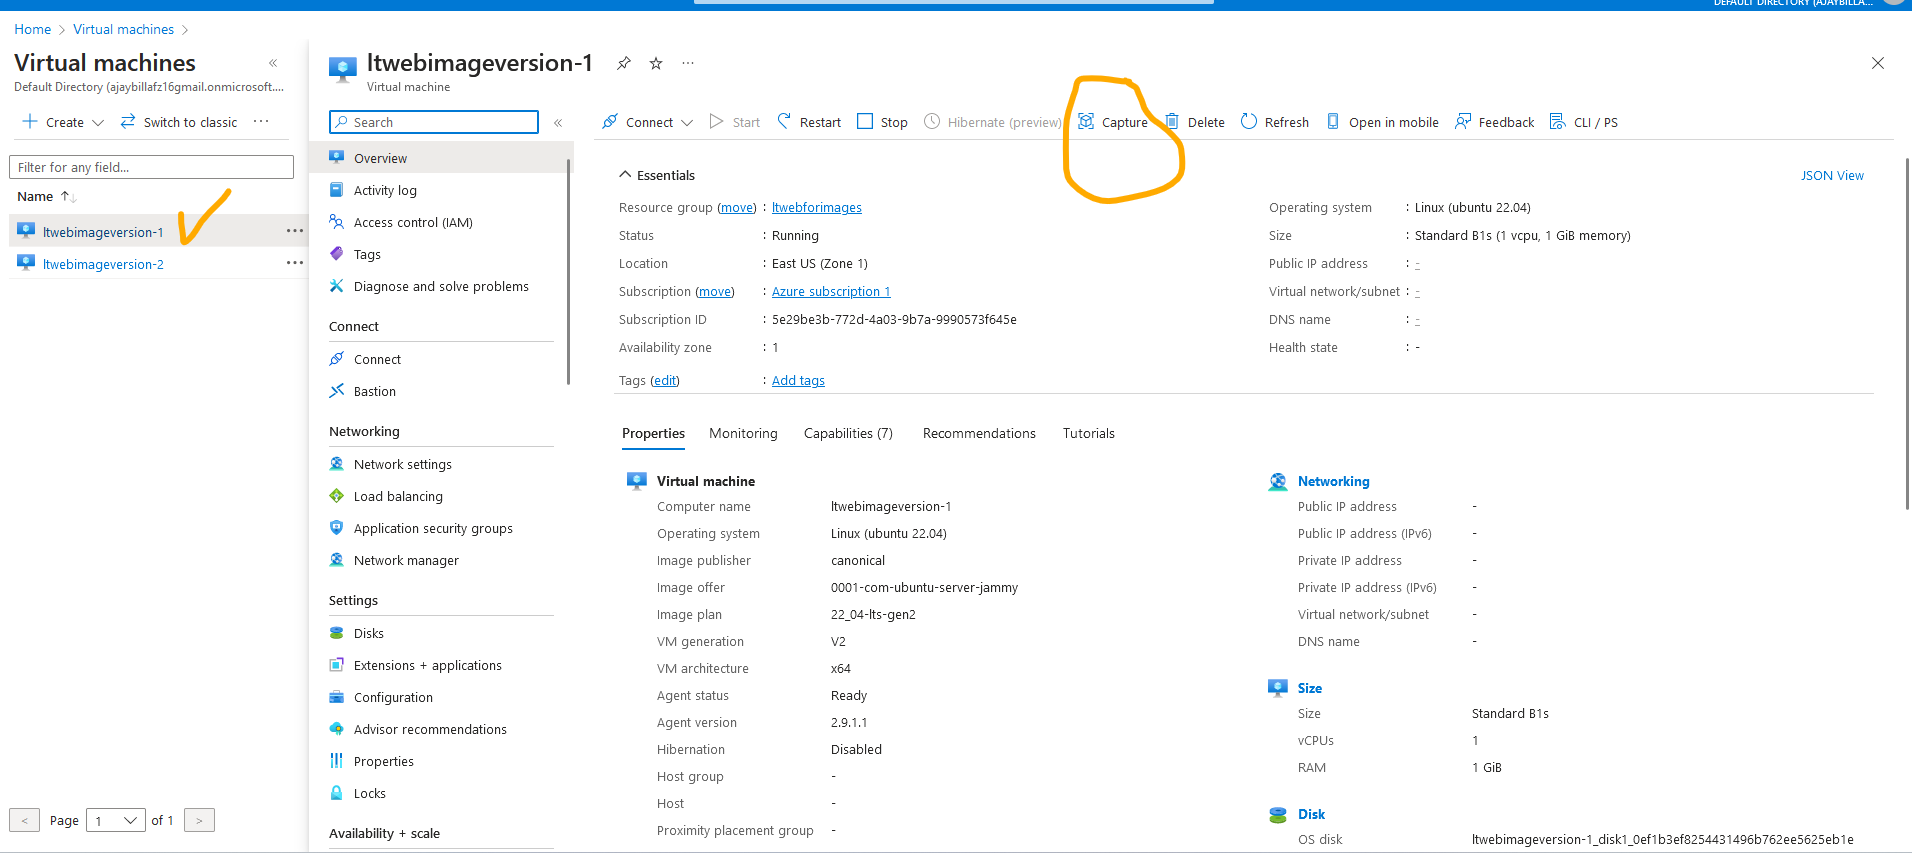 DEFAULT DIRECTORY (AJAYBILLA...
Home > Virtual machines >
Virtual machines «
Default Directory (ajaybillafz16gmail.onmicrosoft....
+ Create Switch to classic ...
Filter for any field...
Name ↑↓
ltwebimageversion-1 ...
ltwebimageversion-2 ...
< Page 1 of 1 >
ltwebimageversion-1 ...
Virtual machine
Search «
Overview
Activity log
Access control (IAM)
Tags
Diagnose and solve problems
Connect
Connect
Bastion
Networking
Network settings
Load balancing
Application security groups
Network manager
Settings
Disks
Extensions + applications
Configuration
Advisor recommendations
Properties
Locks
Availability + scale
Connect Start Restart Stop Hibernate (preview) Capture Delete Refresh Open in mobile Feedback CLI / PS
Essentials
JSON View
Resource group (move) : ltwebforimages
Status : Running
Location : East US (Zone 1)
Subscription (move) : Azure subscription 1
Subscription ID : 5e29be3b-772d-4a03-9b7a-9990573f645e
Availability zone : 1
Tags (edit) : Add tags
Operating system : Linux (ubuntu 22.04)
Size : Standard B1s (1 vcpu, 1 GiB memory)
Public IP address : -
Virtual network/subnet : -
DNS name : -
Health state : -
Properties Monitoring Capabilities (7) Recommendations Tutorials
Virtual machine
Computer name ltwebimageversion-1
Operating system Linux (ubuntu 22.04)
Image publisher canonical
Image offer 0001-com-ubuntu-server-jammy
Image plan 22_04-lts-gen2
VM generation V2
VM architecture x64
Agent status Ready
Agent version 2.9.1.1
Hibernation Disabled
Host group -
Host -
Proximity placement group -
Networking
Public IP address -
Public IP address (IPv6) -
Private IP address -
Private IP address (IPv6) -
Virtual network/subnet -
DNS name -
Size
Size Standard B1s
vCPUs 1
RAM 1 GiB
Disk
OS disk ltwebimageversion-1_disk1_0ef1b3ef8254431496b762ee5625eb1e